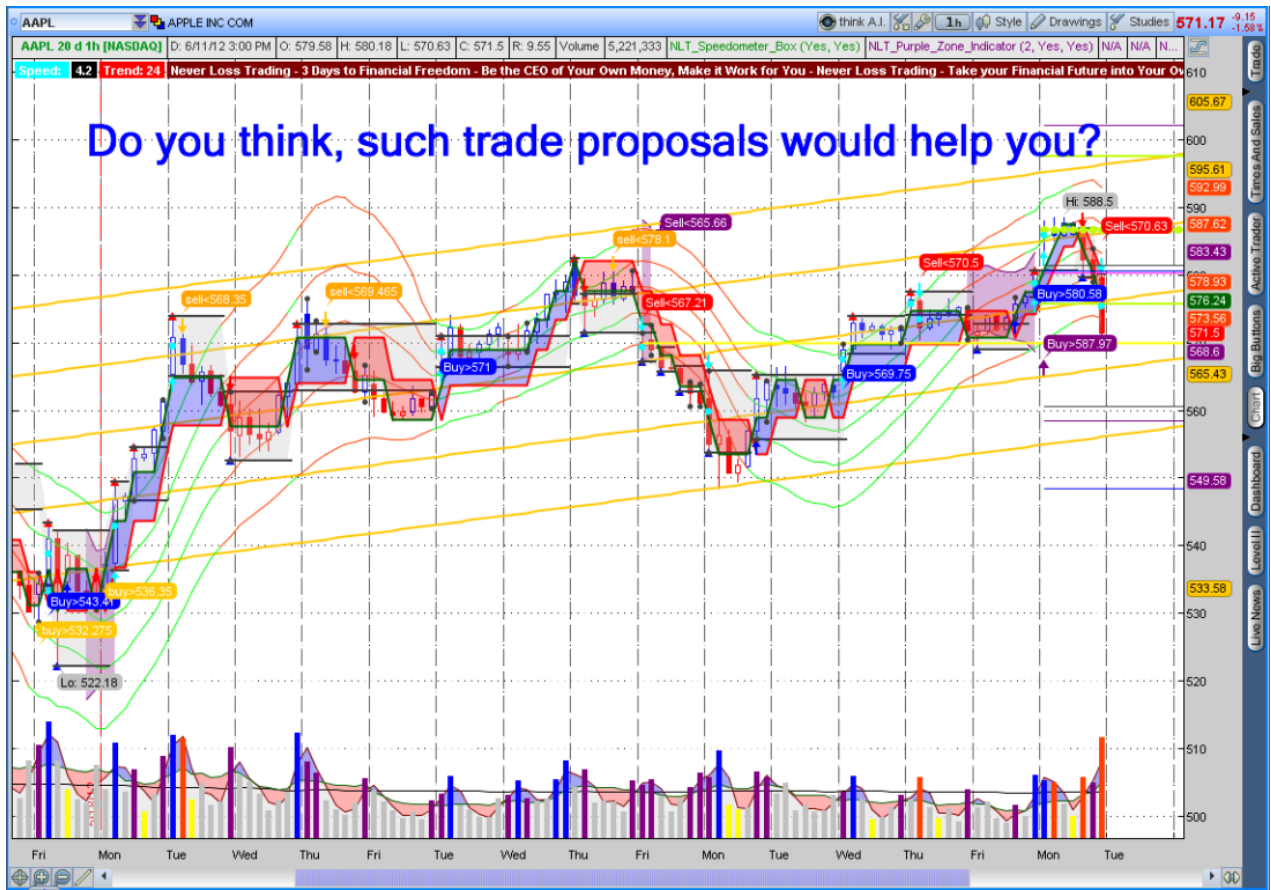 AAPL APPLE INC COM think A.I. 1h Style Drawings Studies 571.17 -9.15 -1.58%
AAPL 20 d 1h [NASDAQ] D: 6/11/12 3:00 PM O: 579.58 H: 580.18 L: 570.63 C: 571.5 R: 9.55 Volume 5,221,333 NLT_Speedometer_Box (Yes, Yes) NLT_Purple_Zone_Indicator (2, Yes, Yes) N/A N/A N...
Speed: 4.2 Trend: 24 Never Loss Trading - 3 Days to Financial Freedom - Be the CEO of Your Own Money, Make it Work for You - Never Loss Trading - Take your Financial Future into Your
Do you think, such trade proposals would help you?
Hi: 588.5
Sell<565.66
Sell<570.63
sell<578.1
Sell<570.5
sell<568.35
sell<569.465
Sell<567.21
Buy>580.58
Buy>587.97
Buy>571
Buy>569.75
buy>536.35
Buy>543.41
buy>532.275
Lo: 522.18
610
605.67
600
595.61
592.99
590
587.62
583.43
578.93
576.24
573.56
571.5
568.6
565.43
560
549.58
540
533.58
530
520
510
500
Fri Mon Tue Wed Thu Fri Mon Tue Wed Thu Fri Mon Tue Wed Thu Fri Mon Tue
Trade
Times And Sales
Active Trader
Big Buttons
Chart
Dashboard
Level II
Live News